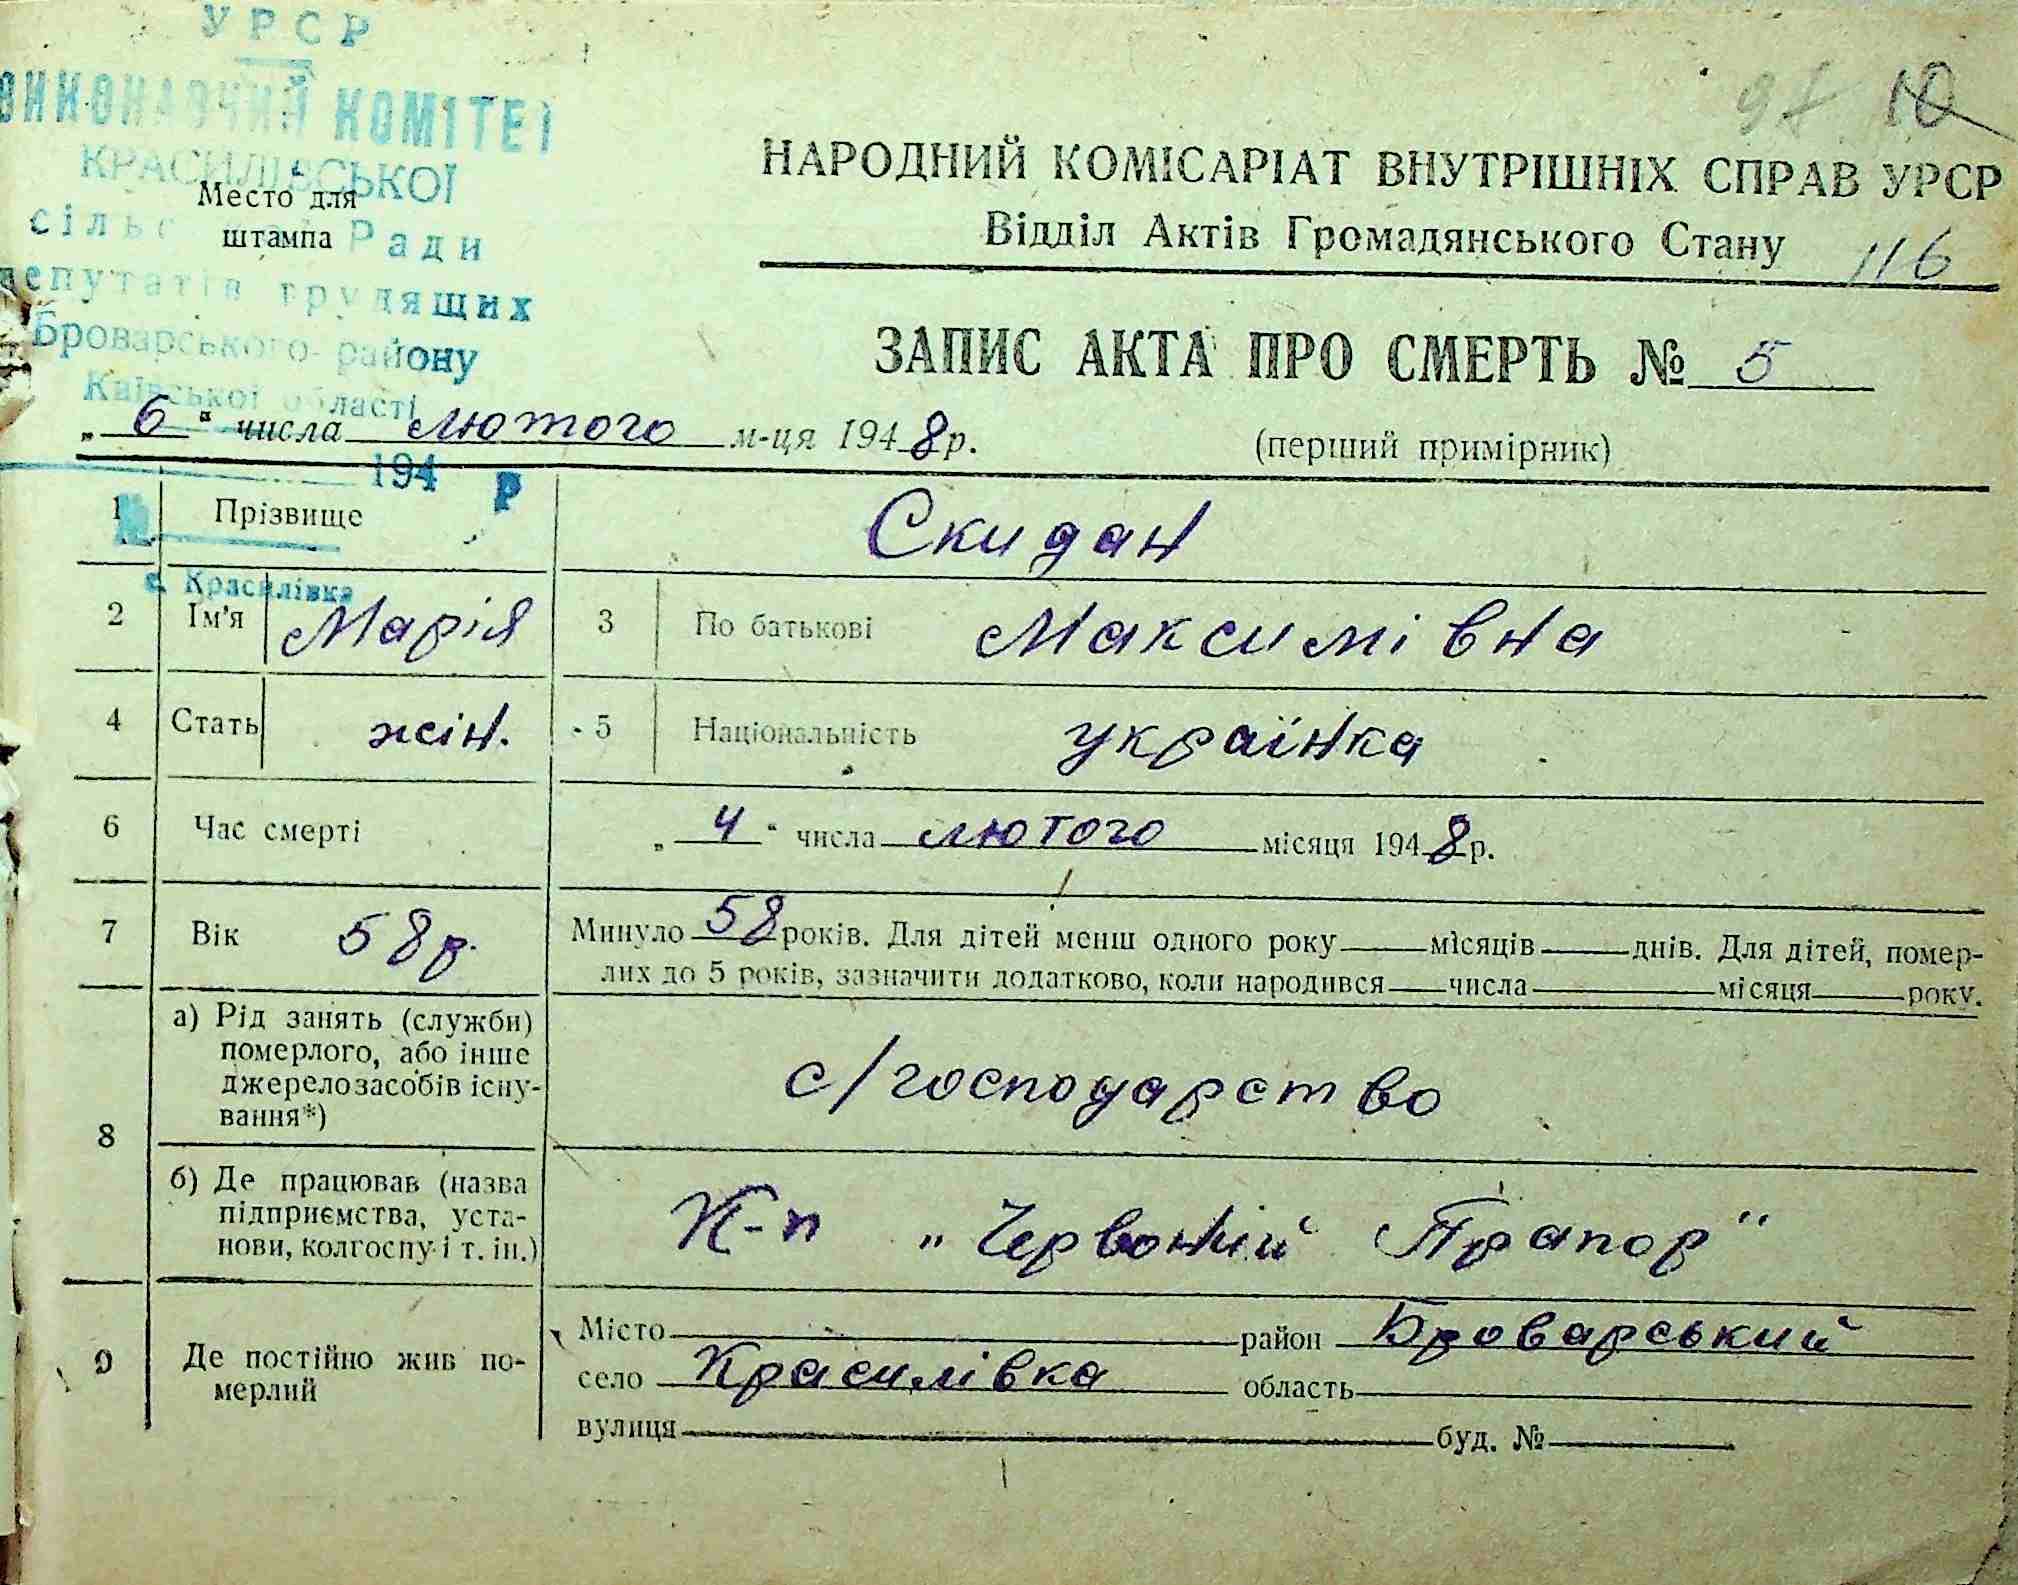 УРСР
ВИКОНАВЧИЙ КОМІТЕТ
КРАСИЛІВСЬКОЇ
сільс Ради
депутатів трудящих
Броварського району
Київської області
194 Р
№
с. Красилівка
Место для
штампа
10
НАРОДНИЙ КОМІСАРІАТ ВНУТРІШНІХ СПРАВ УРСР
Відділ Актів Громадянського Стану 116
ЗАПИС АКТА ПРО СМЕРТЬ № 5
„6“ числа лютого м-ця 1948р. (перший примірник)
1 Прізвище Скидан
2 Ім'я Марія 3 По батькові Максимівна
4 Стать жін. 5 Національність українка
6 Час смерті „4“ числа лютого місяця 1948р.
7 Вік 58р. Минуло 58 років. Для дітей менш одного року місяців днів. Для дітей, помер-
лих до 5 років, зазначити додатково, коли народився числа місяця року.
8 а) Рід занять (служби)
померлого, або інше
джерело засобів існу-
вання*)
с/господарство
б) Де працював (назва
підприємства, уста-
нови, колгоспу і т. ін.)
К-п „Червоний Прапор"
9 Де постійно жив по-
мерлий
Місто район Броварський
село Красилівка область
вулиця буд. №